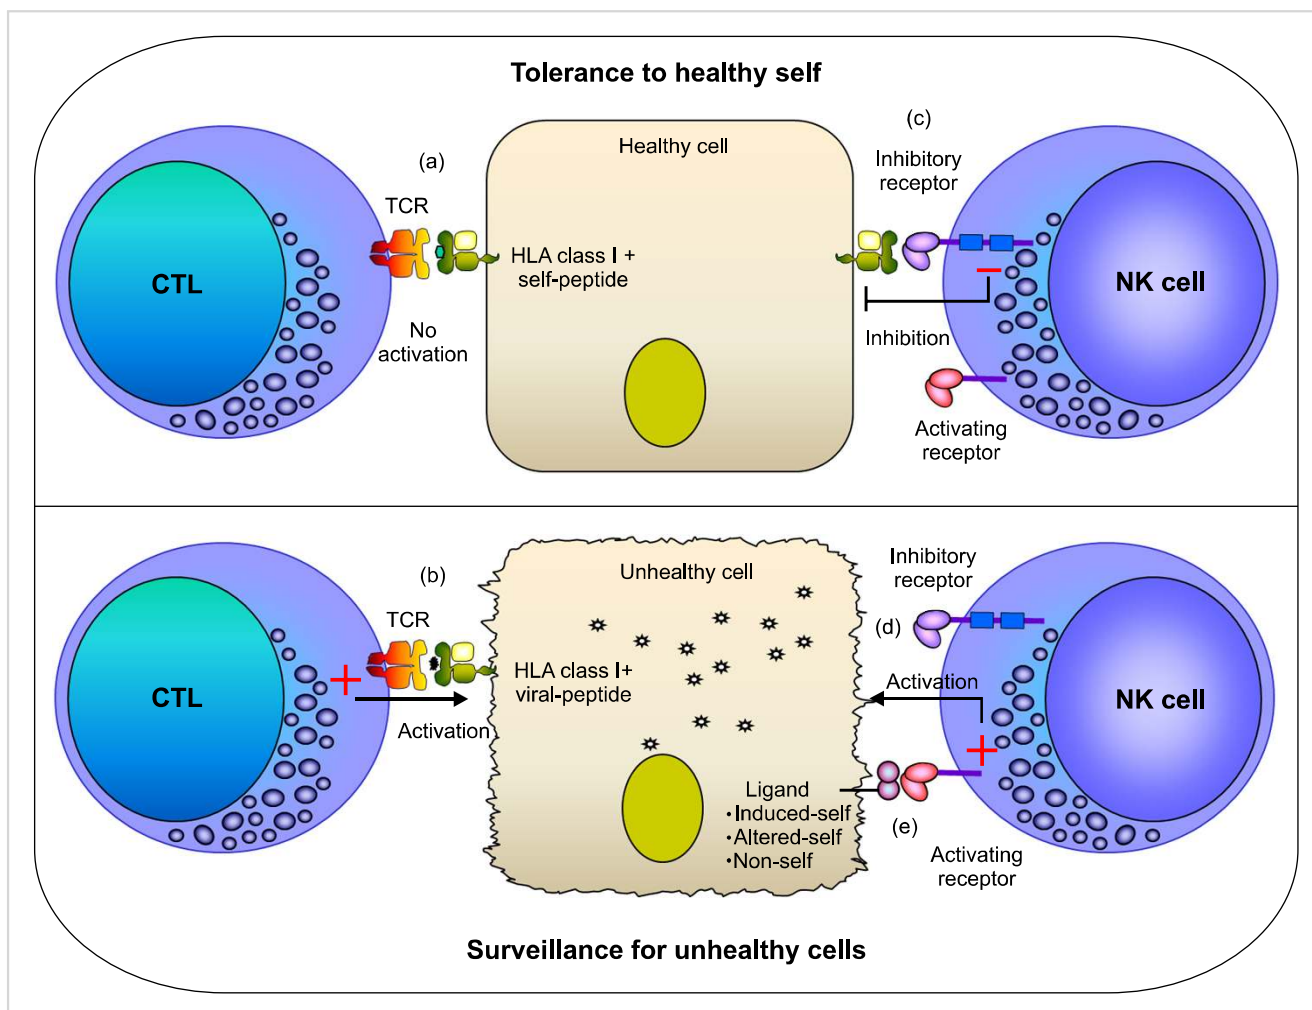 Tolerance to healthy self
(a)
TCR
CTL
No
activation
Healthy cell
HLA class I +
self-peptide
(c)
Inhibitory
receptor
NK cell
−
Inhibition
Activating
receptor
(b)
TCR
CTL
+
Activation
Unhealthy cell
HLA class I+
viral-peptide
Ligand
•Induced-self
•Altered-self
•Non-self
Inhibitory
receptor
(d)
Activation
NK cell
+
(e)
Activating
receptor
Surveillance for unhealthy cells